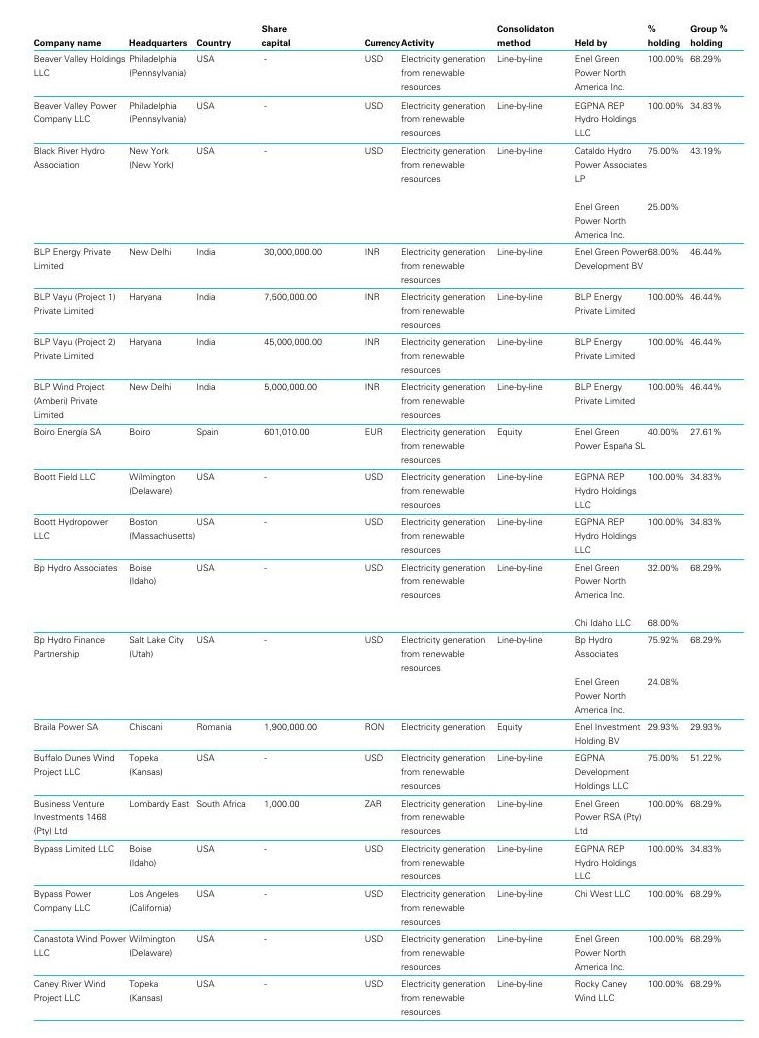 Share Consolidaton % Group %
Company name Headquarters Country capital Currency Activity method Held by holding holding
Beaver Valley Holdings Philadelphia USA - USD Electricity generation Line-by-line Enel Green 100.00% 68.29%
LLC (Pennsylvania) from renewable Power North
resources America Inc.
Beaver Valley Power Philadelphia USA - USD Electricity generation Line-by-line EGPNA REP 100.00% 34.83%
Company LLC (Pennsylvania) from renewable Hydro Holdings
resources LLC
Black River Hydro New York USA - USD Electricity generation Line-by-line Cataldo Hydro 75.00% 43.19%
Association (New York) from renewable Power Associates
resources LP
Enel Green 25.00%
Power North
America Inc.
BLP Energy Private New Delhi India 30,000,000.00 INR Electricity generation Line-by-line Enel Green Power 68.00% 46.44%
Limited from renewable Development BV
resources
BLP Vayu (Project 1) Haryana India 7,500,000.00 INR Electricity generation Line-by-line BLP Energy 100.00% 46.44%
Private Limited from renewable Private Limited
resources
BLP Vayu (Project 2) Haryana India 45,000,000.00 INR Electricity generation Line-by-line BLP Energy 100.00% 46.44%
Private Limited from renewable Private Limited
resources
BLP Wind Project New Delhi India 5,000,000.00 INR Electricity generation Line-by-line BLP Energy 100.00% 46.44%
(Amberi) Private from renewable Private Limited
Limited resources
Boiro Energía SA Boiro Spain 601,010.00 EUR Electricity generation Equity Enel Green 40.00% 27.61%
from renewable Power España SL
resources
Boott Field LLC Wilmington USA - USD Electricity generation Line-by-line EGPNA REP 100.00% 34.83%
(Delaware) from renewable Hydro Holdings
resources LLC
Boott Hydropower Boston USA - USD Electricity generation Line-by-line EGPNA REP 100.00% 34.83%
LLC (Massachusetts) from renewable Hydro Holdings
resources LLC
Bp Hydro Associates Boise USA - USD Electricity generation Line-by-line Enel Green 32.00% 68.29%
(Idaho) from renewable Power North
resources America Inc.
Chi Idaho LLC 68.00%
Bp Hydro Finance Salt Lake City USA - USD Electricity generation Line-by-line Bp Hydro 75.92% 68.29%
Partnership (Utah) from renewable Associates
resources
Enel Green 24.08%
Power North
America Inc.
Braila Power SA Chiscani Romania 1,900,000.00 RON Electricity generation Equity Enel Investment 29.93% 29.93%
Holding BV
Buffalo Dunes Wind Topeka USA - USD Electricity generation Line-by-line EGPNA 75.00% 51.22%
Project LLC (Kansas) from renewable Development
resources Holdings LLC
Business Venture Lombardy East South Africa 1,000.00 ZAR Electricity generation Line-by-line Enel Green 100.00% 68.29%
Investments 1468 from renewable Power RSA (Pty)
(Pty) Ltd resources Ltd
Bypass Limited LLC Boise USA - USD Electricity generation Line-by-line EGPNA REP 100.00% 34.83%
(Idaho) from renewable Hydro Holdings
resources LLC
Bypass Power Los Angeles USA - USD Electricity generation Line-by-line Chi West LLC 100.00% 68.29%
Company LLC (California) from renewable
resources
Canastota Wind Power Wilmington USA - USD Electricity generation Line-by-line Enel Green 100.00% 68.29%
LLC (Delaware) from renewable Power North
resources America Inc.
Caney River Wind Topeka USA - USD Electricity generation Line-by-line Rocky Caney 100.00% 68.29%
Project LLC (Kansas) from renewable Wind LLC
resources